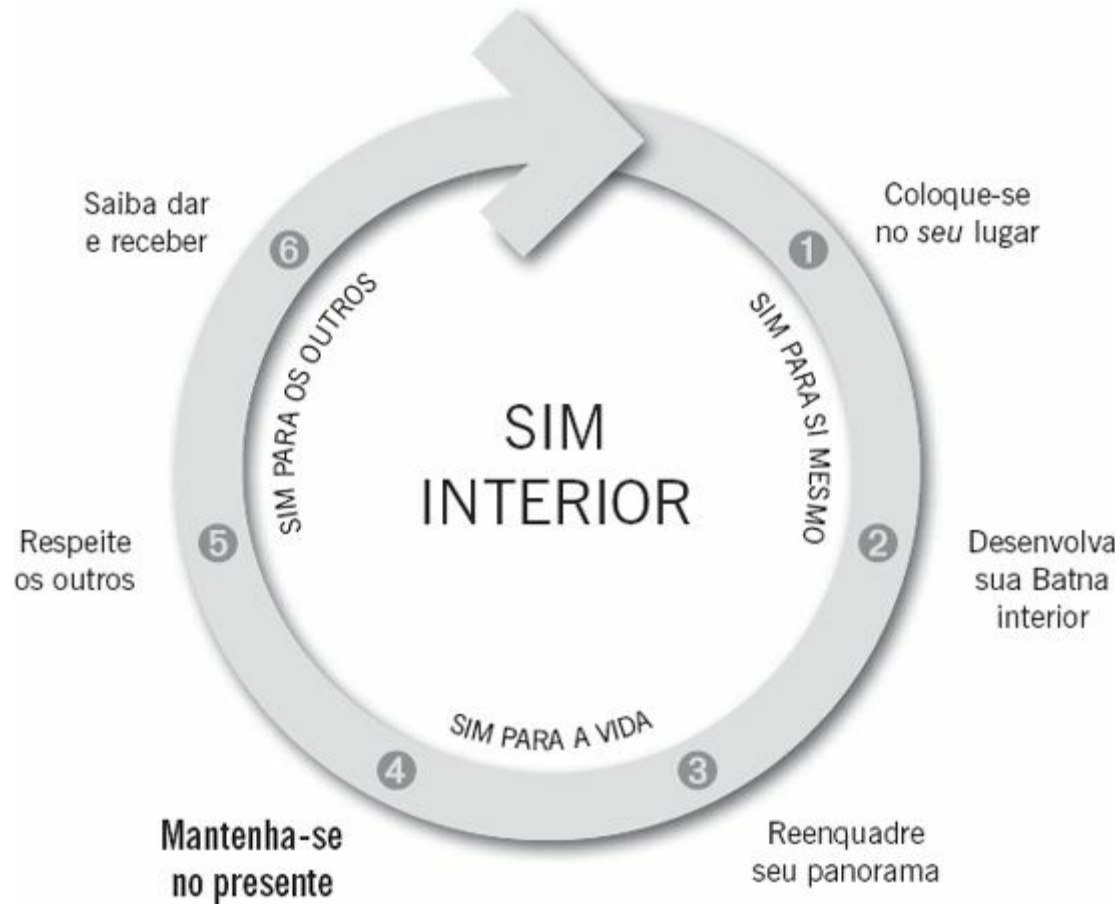 SIM
INTERIOR
SIM PARA SI MESMO
SIM PARA A VIDA
SIM PARA OS OUTROS
1
Coloque-se
no seu lugar
2
Desenvolva
sua Batna
interior
3
Reenquadre
seu panorama
4
Mantenha-se
no presente
5
Respeite
os outros
6
Saiba dar
e receber